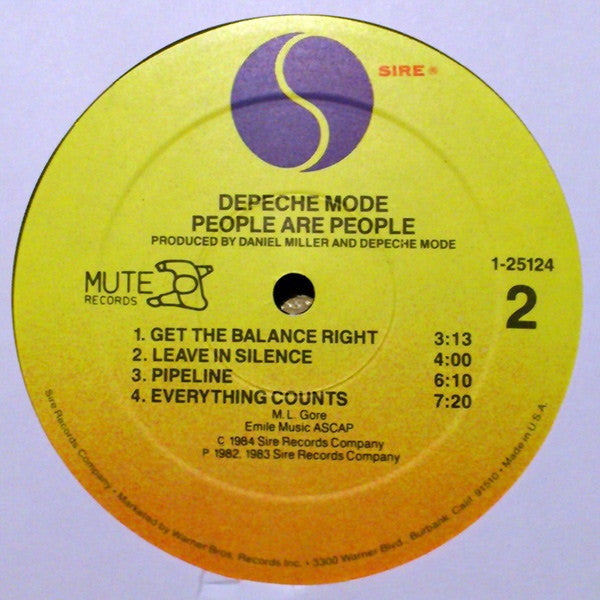 SIRE®
DEPECHE MODE
PEOPLE ARE PEOPLE
PRODUCED BY DANIEL MILLER AND DEPECHE MODE
MUTE
RECORDS
1-25124
2
1. GET THE BALANCE RIGHT 3:13
2. LEAVE IN SILENCE 4:00
3. PIPELINE 6:10
4. EVERYTHING COUNTS 7:20
M. L. Gore
Emile Music ASCAP
C 1984 Sire Records Company
P 1982, 1983 Sire Records Company
Sire Records Company • Marketed by Warner Bros. Records Inc. • 3300 Warner Blvd., Burbank, Calif. 91510 • Made in U.S.A.